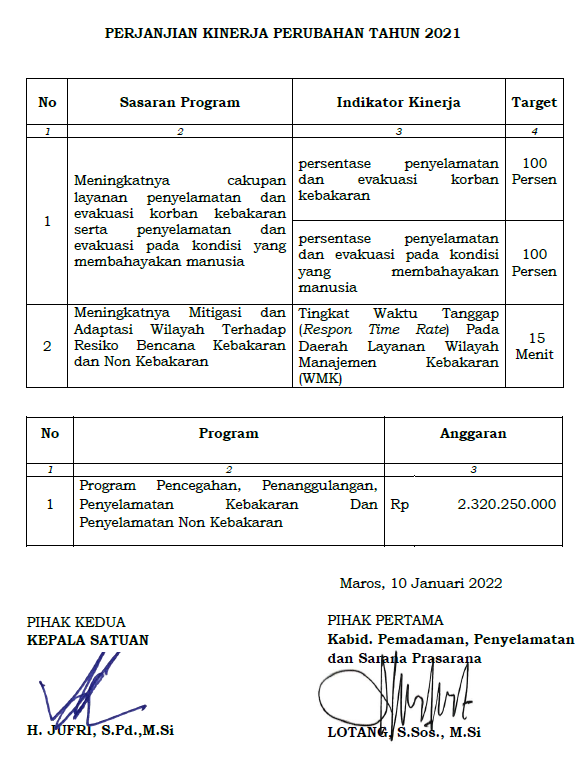 PERJANJIAN KINERJA PERUBAHAN TAHUN 2021
No Sasaran Program Indikator Kinerja Target
1 2 3 4
1
Meningkatnya cakupan
layanan penyelamatan dan
evakuasi korban kebakaran
serta penyelamatan dan
evakuasi pada kondisi yang
membahayakan manusia
persentase penyelamatan
dan evakuasi korban
kebakaran
100
Persen
persentase penyelamatan
dan evakuasi pada kondisi
yang membahayakan
manusia
100
Persen
2
Meningkatnya Mitigasi dan
Adaptasi Wilayah Terhadap
Resiko Bencana Kebakaran
dan Non Kebakaran
Tingkat Waktu Tanggap
(Respon Time Rate) Pada
Daerah Layanan Wilayah
Manajemen Kebakaran
(WMK)
15
Menit
No Program Anggaran
1 2 3
1
Program Pencegahan, Penanggulangan,
Penyelamatan Kebakaran Dan
Penyelamatan Non Kebakaran
Rp 2.320.250.000
Maros, 10 Januari 2022
PIHAK KEDUA
KEPALA SATUAN
H. JUFRI, S.Pd.,M.Si
PIHAK PERTAMA
Kabid. Pemadaman, Penyelamatan
dan Sarana Prasarana
LOTANG, S.Sos., M.Si